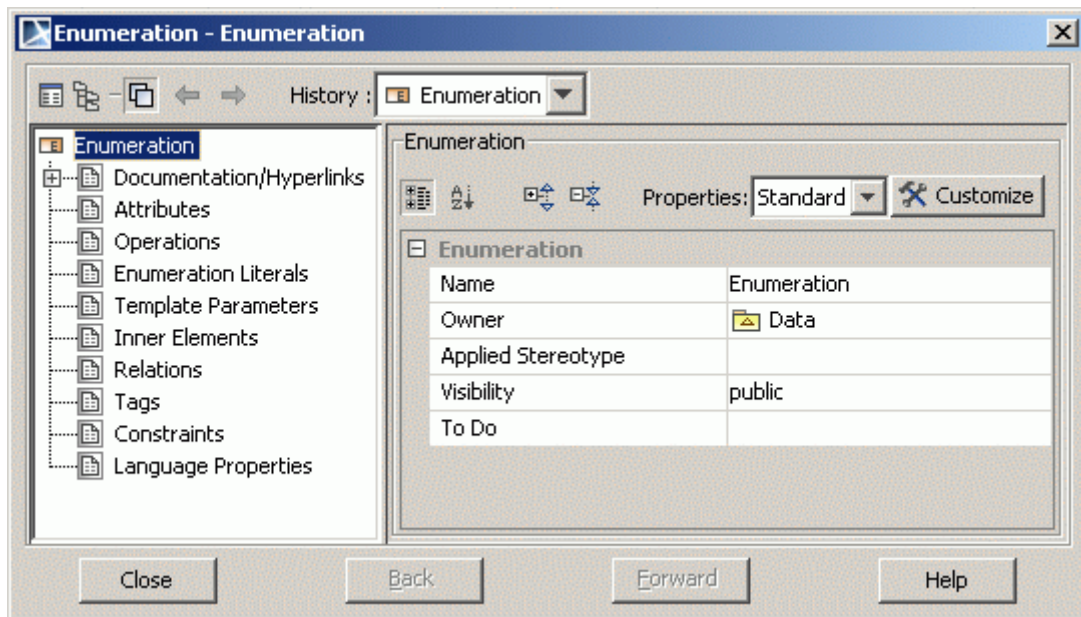 Enumeration - Enumeration
History : Enumeration
Enumeration
Documentation/Hyperlinks
Attributes
Operations
Enumeration Literals
Template Parameters
Inner Elements
Relations
Tags
Constraints
Language Properties
Enumeration
Properties: Standard Customize
Enumeration
Name Enumeration
Owner Data
Applied Stereotype
Visibility public
To Do
Close Back Forward Help